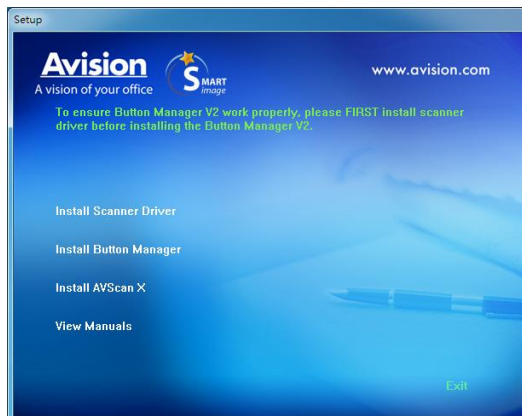 Setup
Avision
A vision of your office
SMART
image
www.avision.com
To ensure Button Manager V2 work properly, please FIRST install scanner
driver before installing the Button Manager V2.
Install Scanner Driver
Install Button Manager
Install AVScan X
View Manuals
Exit